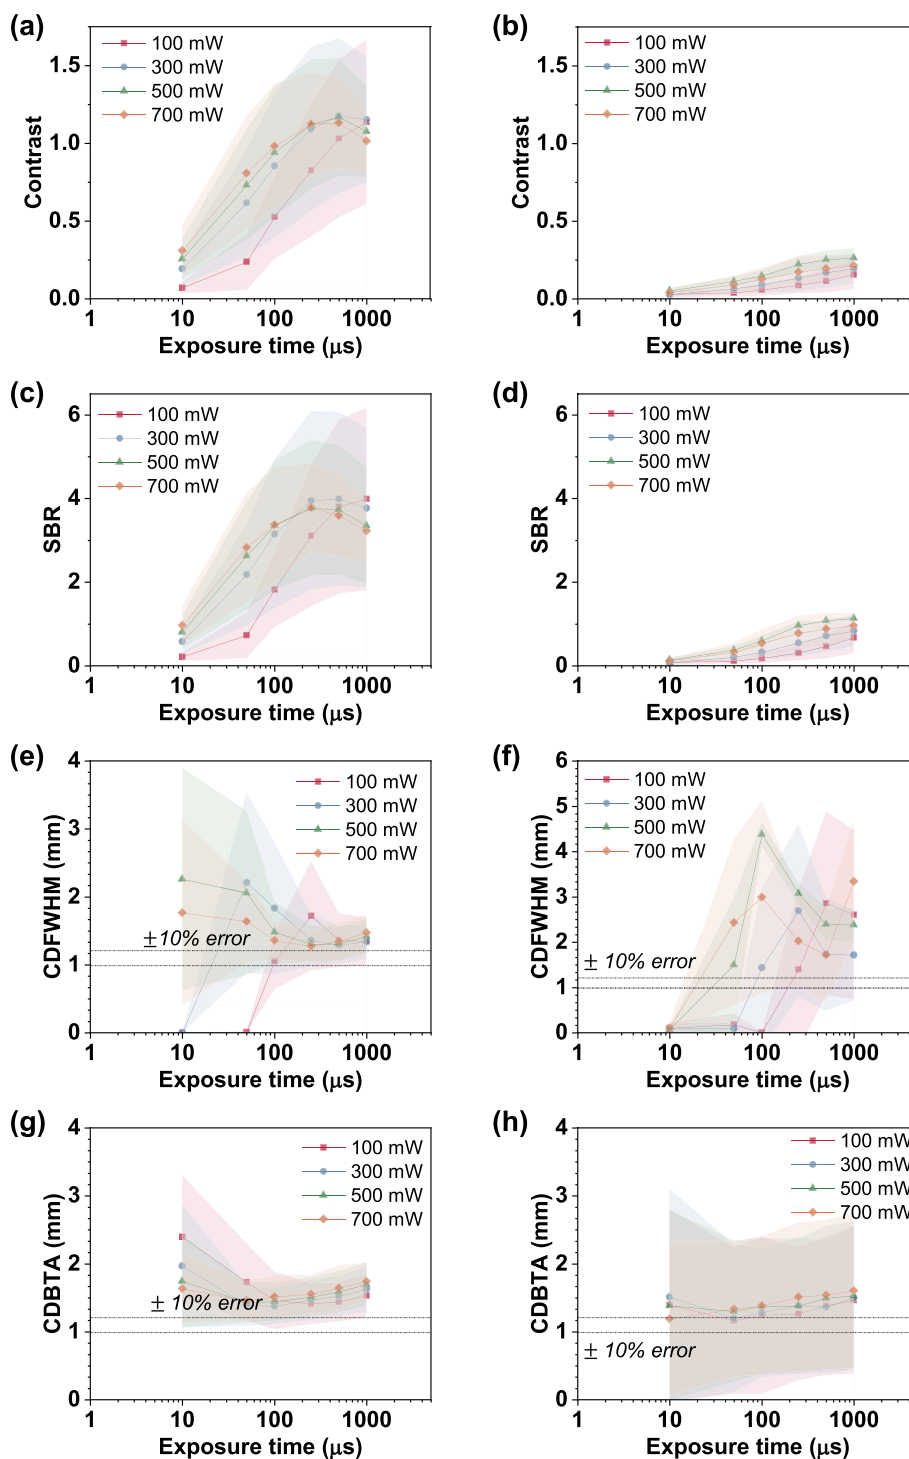 (a)
100 mW
300 mW
500 mW
700 mW
Contrast
1.5
1.0
0.5
0.0
1 10 100 1000
Exposure time (μs)
(b)
100 mW
300 mW
500 mW
700 mW
Contrast
1.5
1.0
0.5
0.0
1 10 100 1000
Exposure time (μs)
(c)
100 mW
300 mW
500 mW
700 mW
SBR
6
4
2
0
1 10 100 1000
Exposure time (μs)
(d)
100 mW
300 mW
500 mW
700 mW
SBR
6
4
2
0
1 10 100 1000
Exposure time (μs)
(e)
100 mW
300 mW
500 mW
700 mW
CDFWHM (mm)
4
3
2
1
0
±10% error
1 10 100 1000
Exposure time (μs)
(f)
100 mW
300 mW
500 mW
700 mW
CDFWHM (mm)
6
5
4
3
2
1
0
± 10% error
1 10 100 1000
Exposure time (μs)
(g)
100 mW
300 mW
500 mW
700 mW
CDBTA (mm)
4
3
2
1
0
± 10% error
1 10 100 1000
Exposure time (μs)
(h)
100 mW
300 mW
500 mW
700 mW
CDBTA (mm)
4
3
2
1
0
± 10% error
1 10 100 1000
Exposure time (μs)